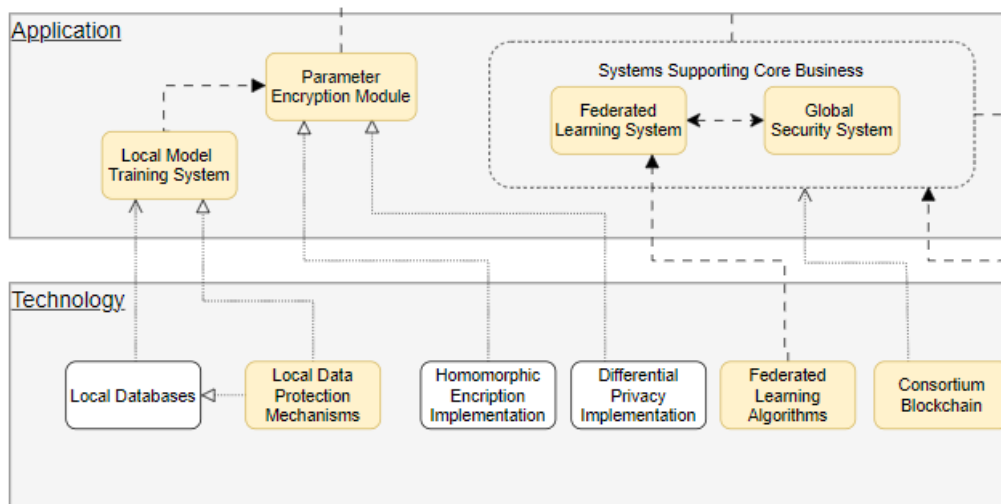 Application
Parameter
Encryption Module
Systems Supporting Core Business
Federated
Learning System
Global
Security System
Local Model
Training System
Technology
Local Databases
Local Data
Protection
Mechanisms
Homomorphic
Encription
Implementation
Differential
Privacy
Implementation
Federated
Learning
Algorithms
Consortium
Blockchain